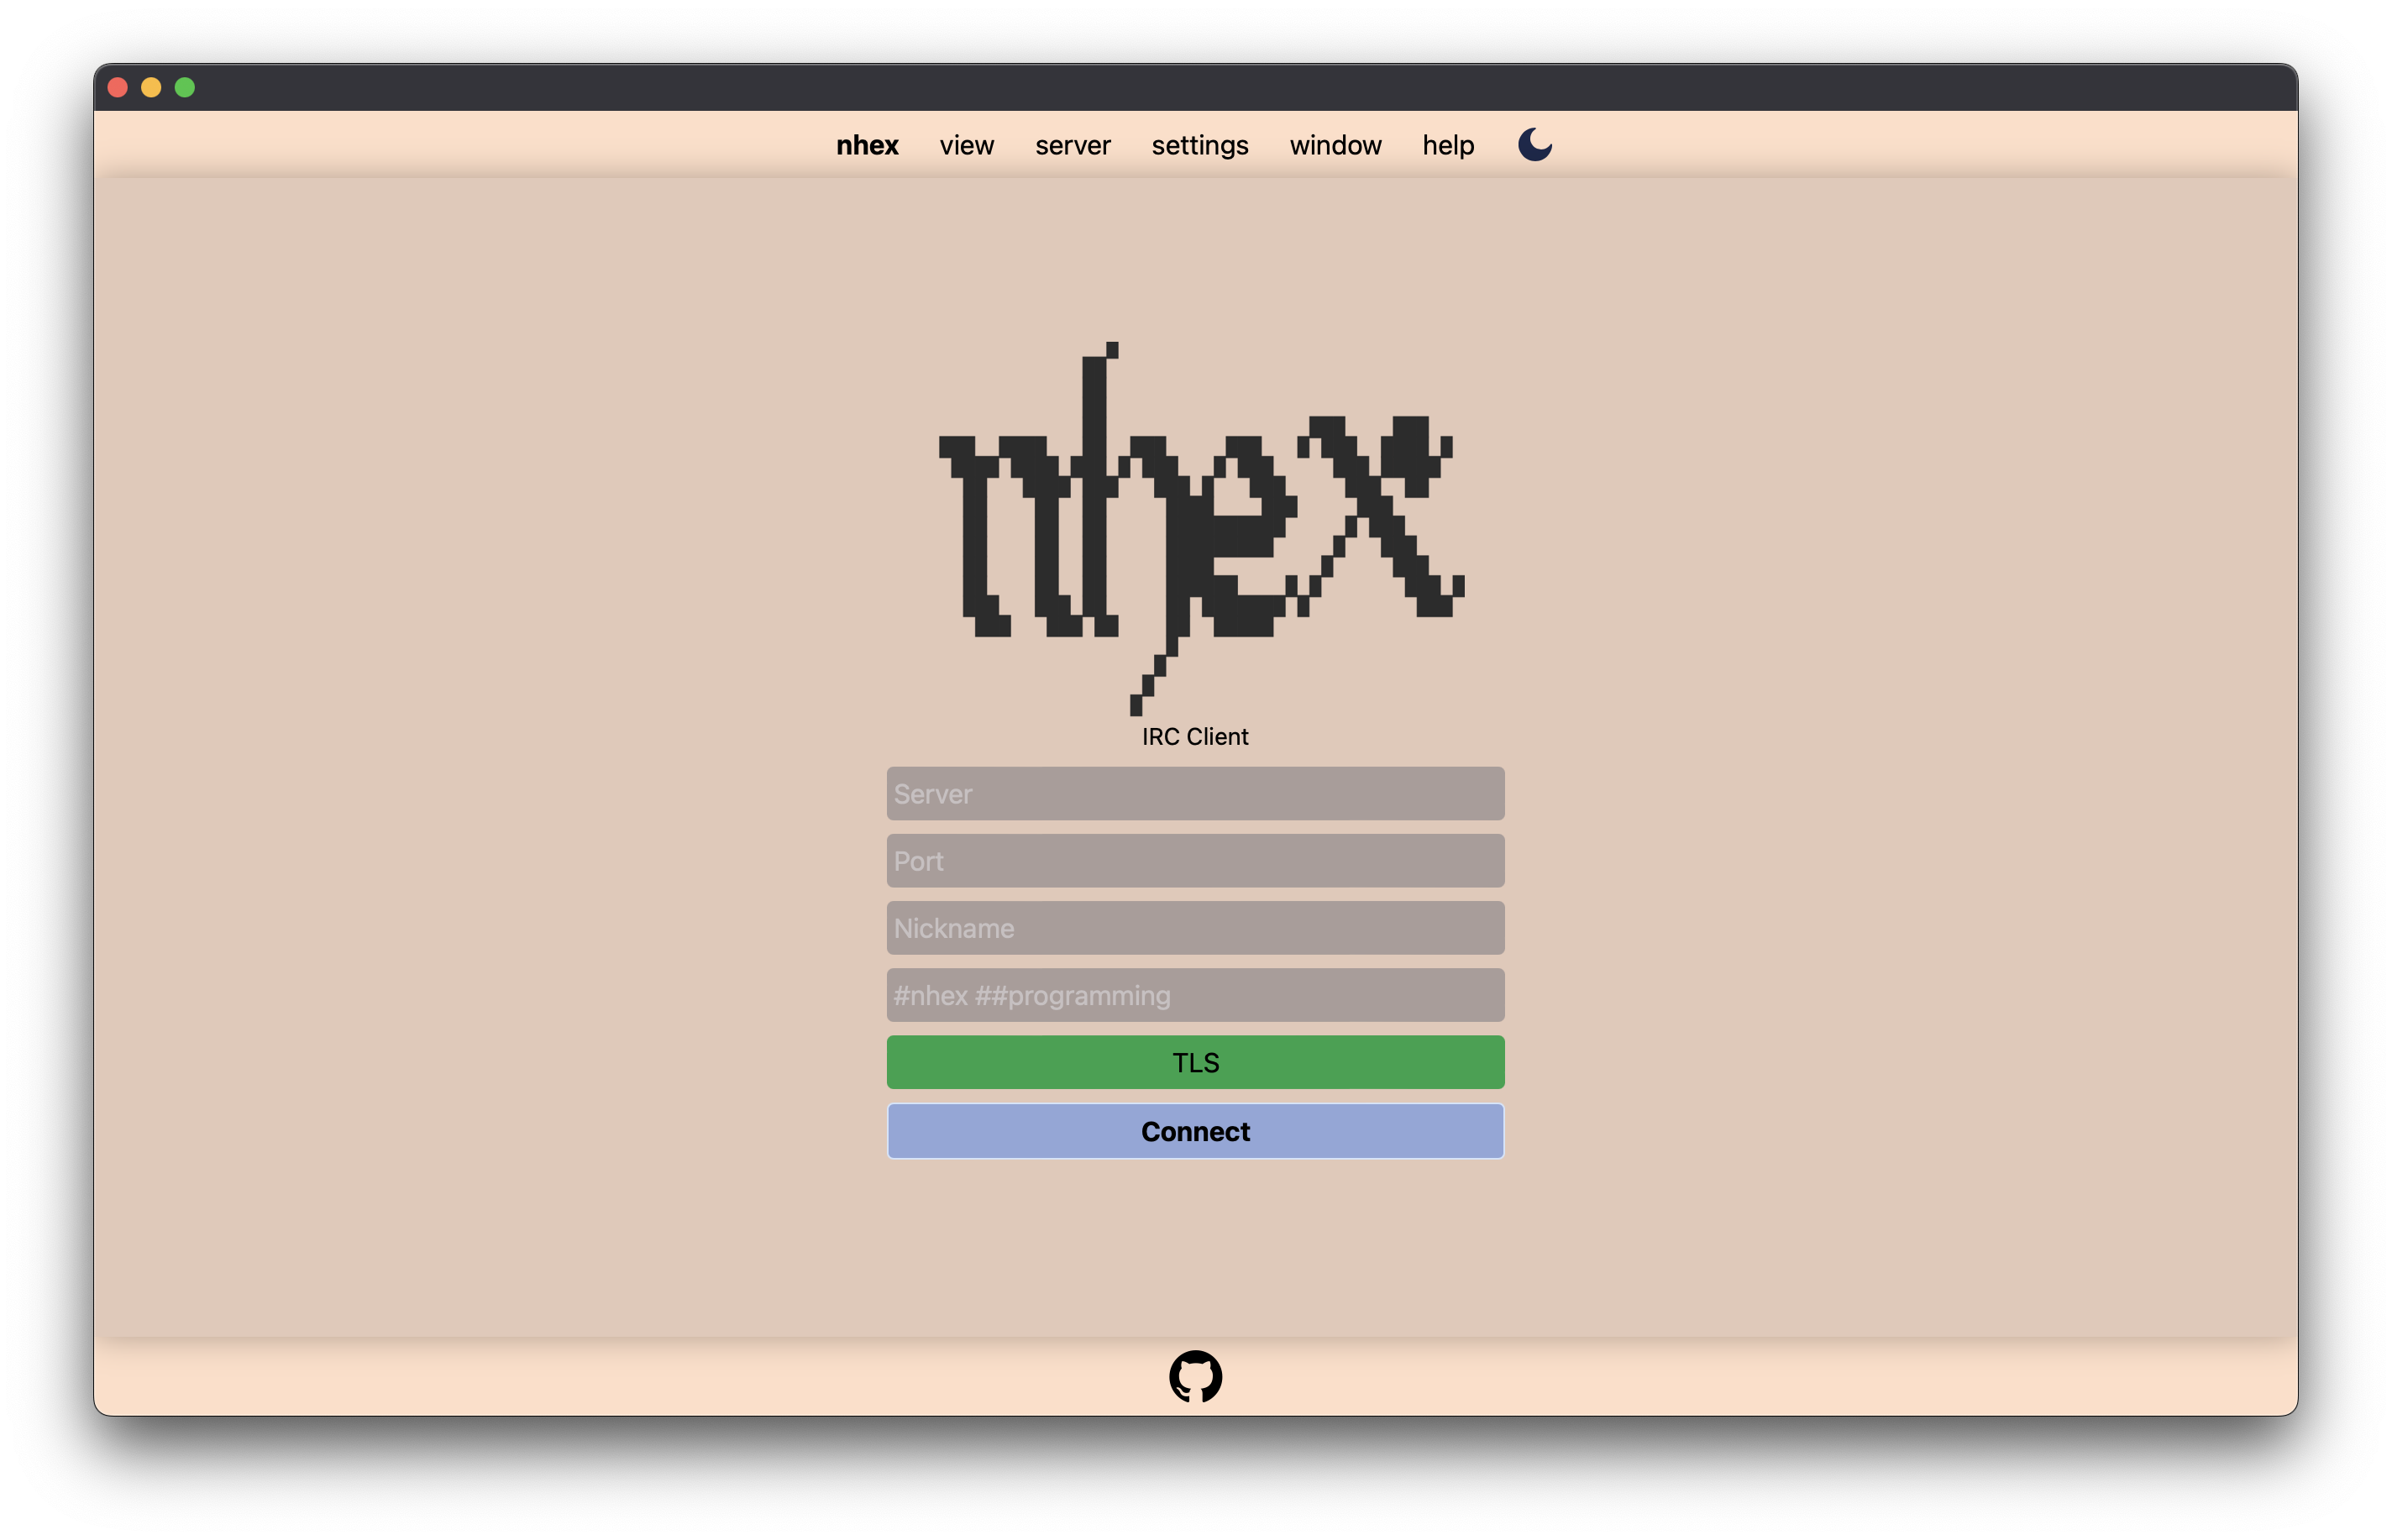 nhex view server settings window help
nhex
IRC Client
Server
Port
Nickname
#nhex ##programming
TLS
Connect